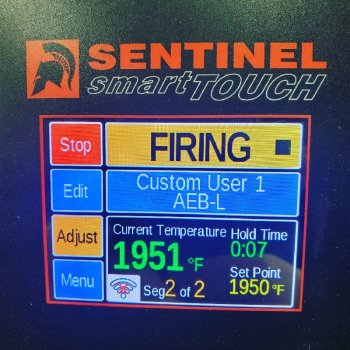 SENTINEL
smartTOUCH
Stop
FIRING
Edit
Custom User 1
AEB-L
Adjust
Current Temperature
Hold Time
1951 °F
0:07
Menu
Seg 2 of 2
Set Point
1950 °F